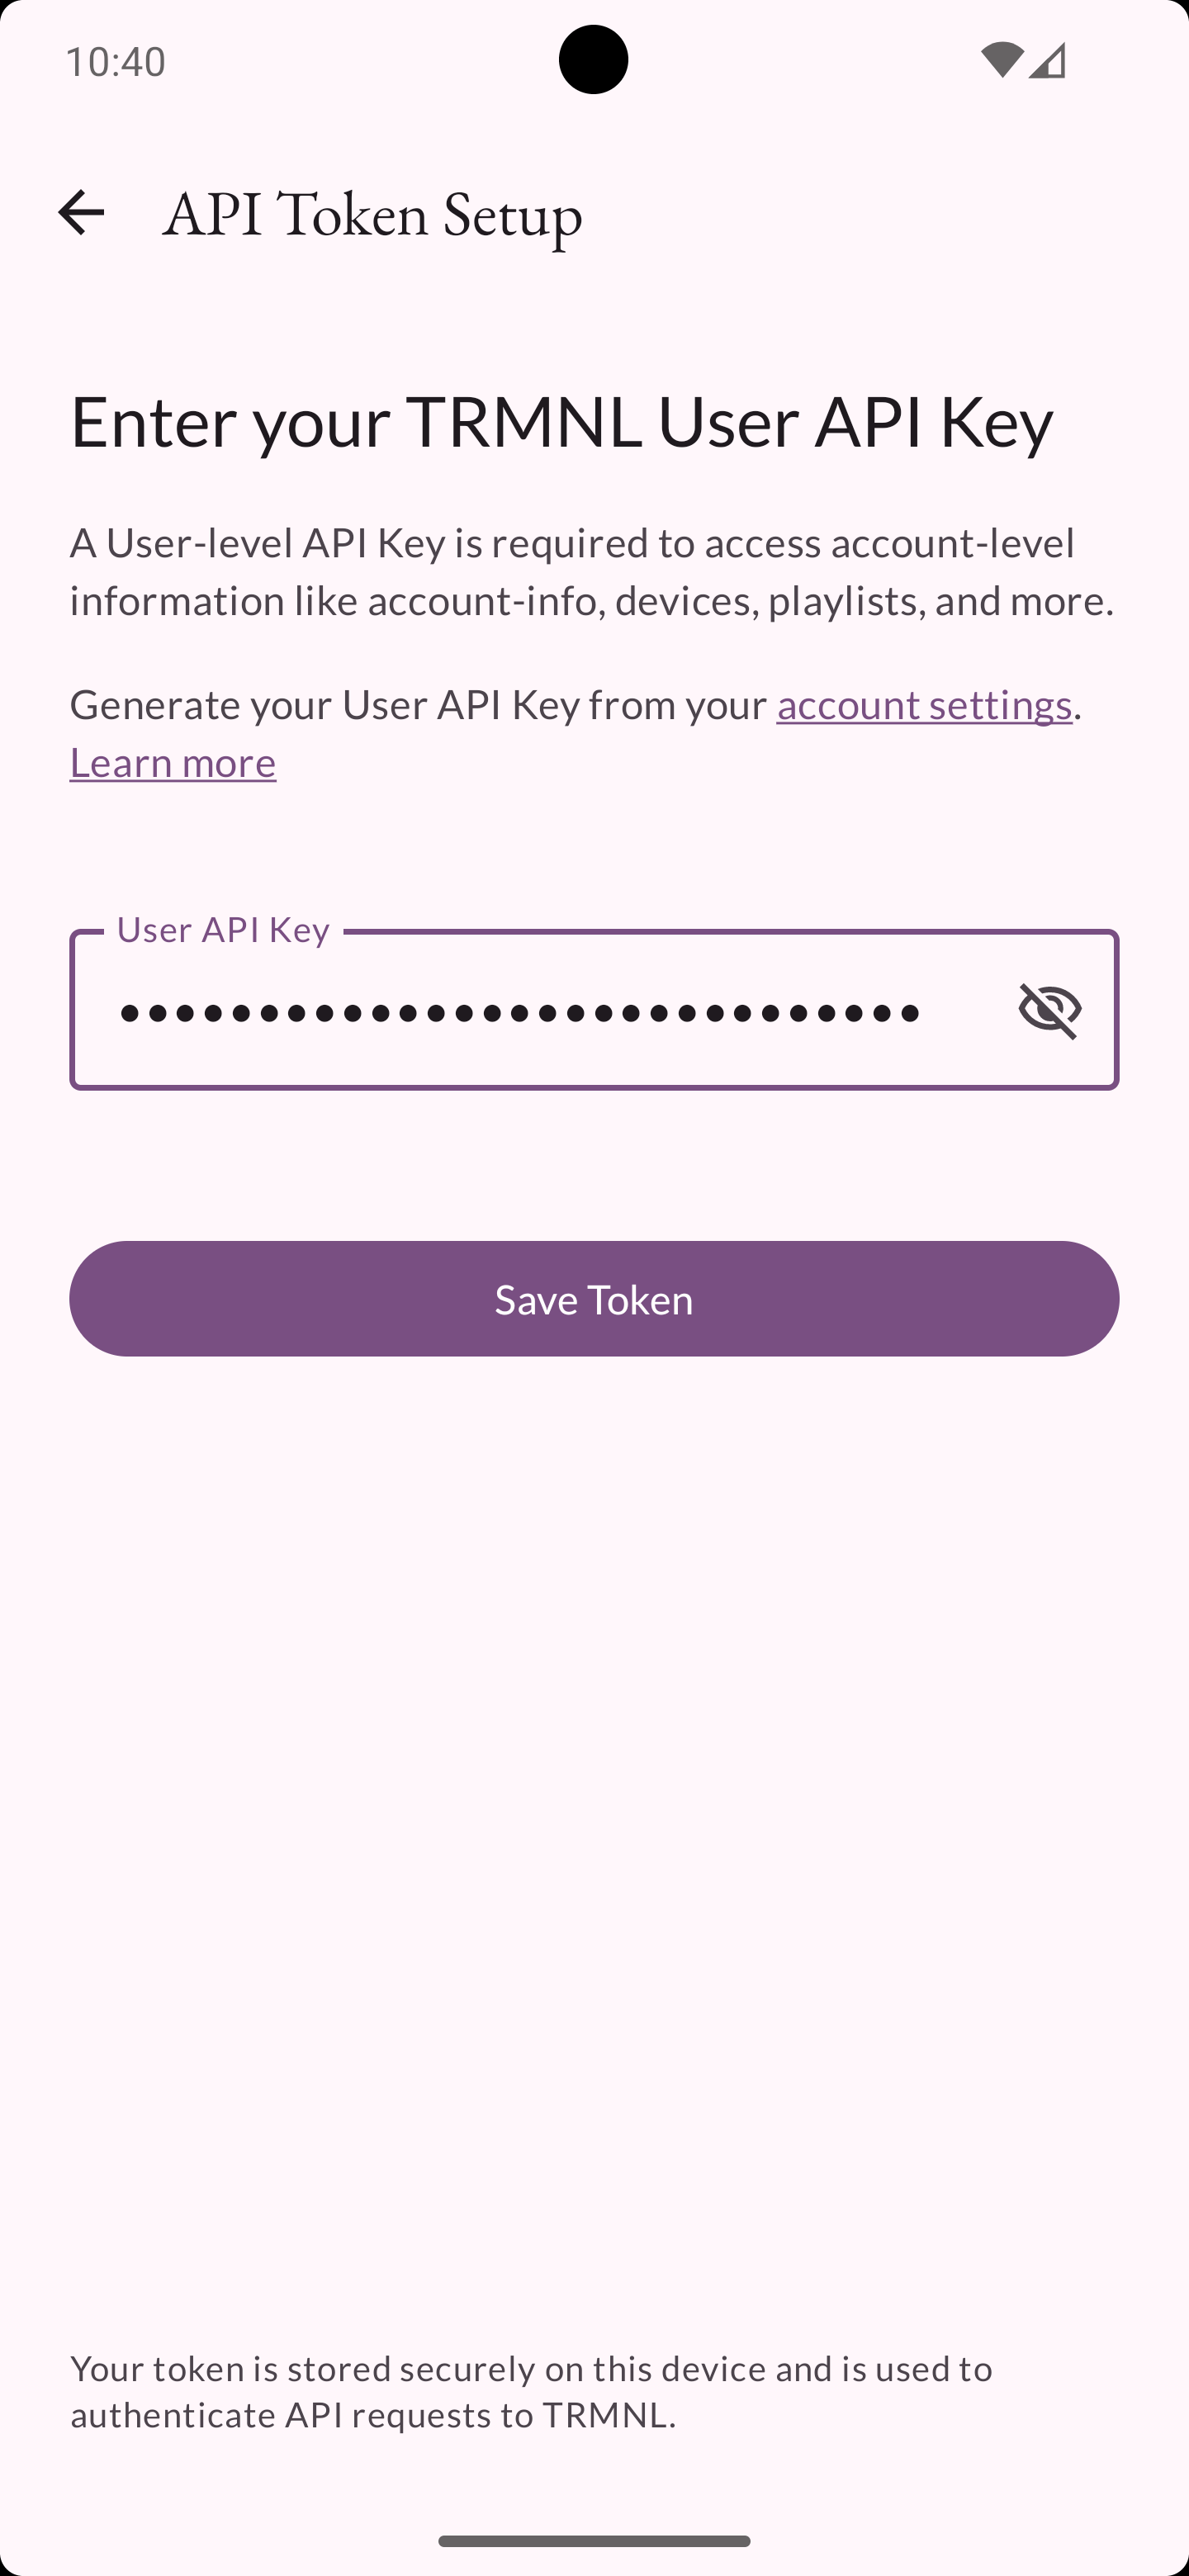 10:40
API Token Setup
Enter your TRMNL User API Key
A User-level API Key is required to access account-level
information like account-info, devices, playlists, and more.
Generate your User API Key from your account settings.
Learn more
User API Key
•••••••••••••••••••••••••••••
Save Token
Your token is stored securely on this device and is used to
authenticate API requests to TRMNL.